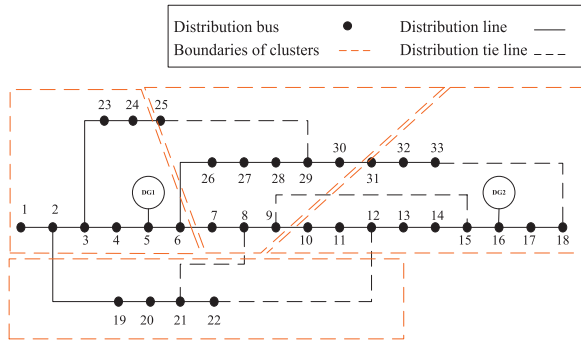 Distribution bus Distribution line
Boundaries of clusters Distribution tie line
23 24 25
30 32 33
26 27 28 29 31
DG1 DG2
1 2 7 8 9 12 13 14 17
3 4 5 6 10 11 15 16 18
19 20 21 22